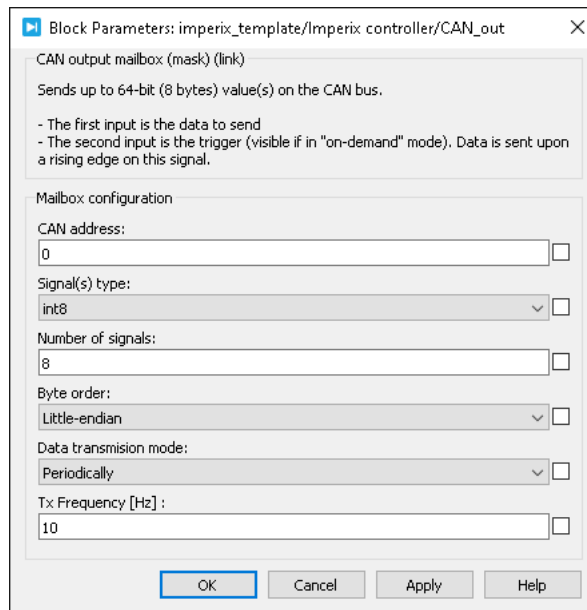 Block Parameters: imperix_template/Imperix controller/CAN_out
CAN output mailbox (mask) (link)
Sends up to 64-bit (8 bytes) value(s) on the CAN bus.
- The first input is the data to send
- The second input is the trigger (visible if in "on-demand" mode). Data is sent upon
a rising edge on this signal.
Mailbox configuration
CAN address:
0
Signal(s) type:
int8
Number of signals:
8
Byte order:
Little-endian
Data transmision mode:
Periodically
Tx Frequency [Hz] :
10
OK Cancel Apply Help